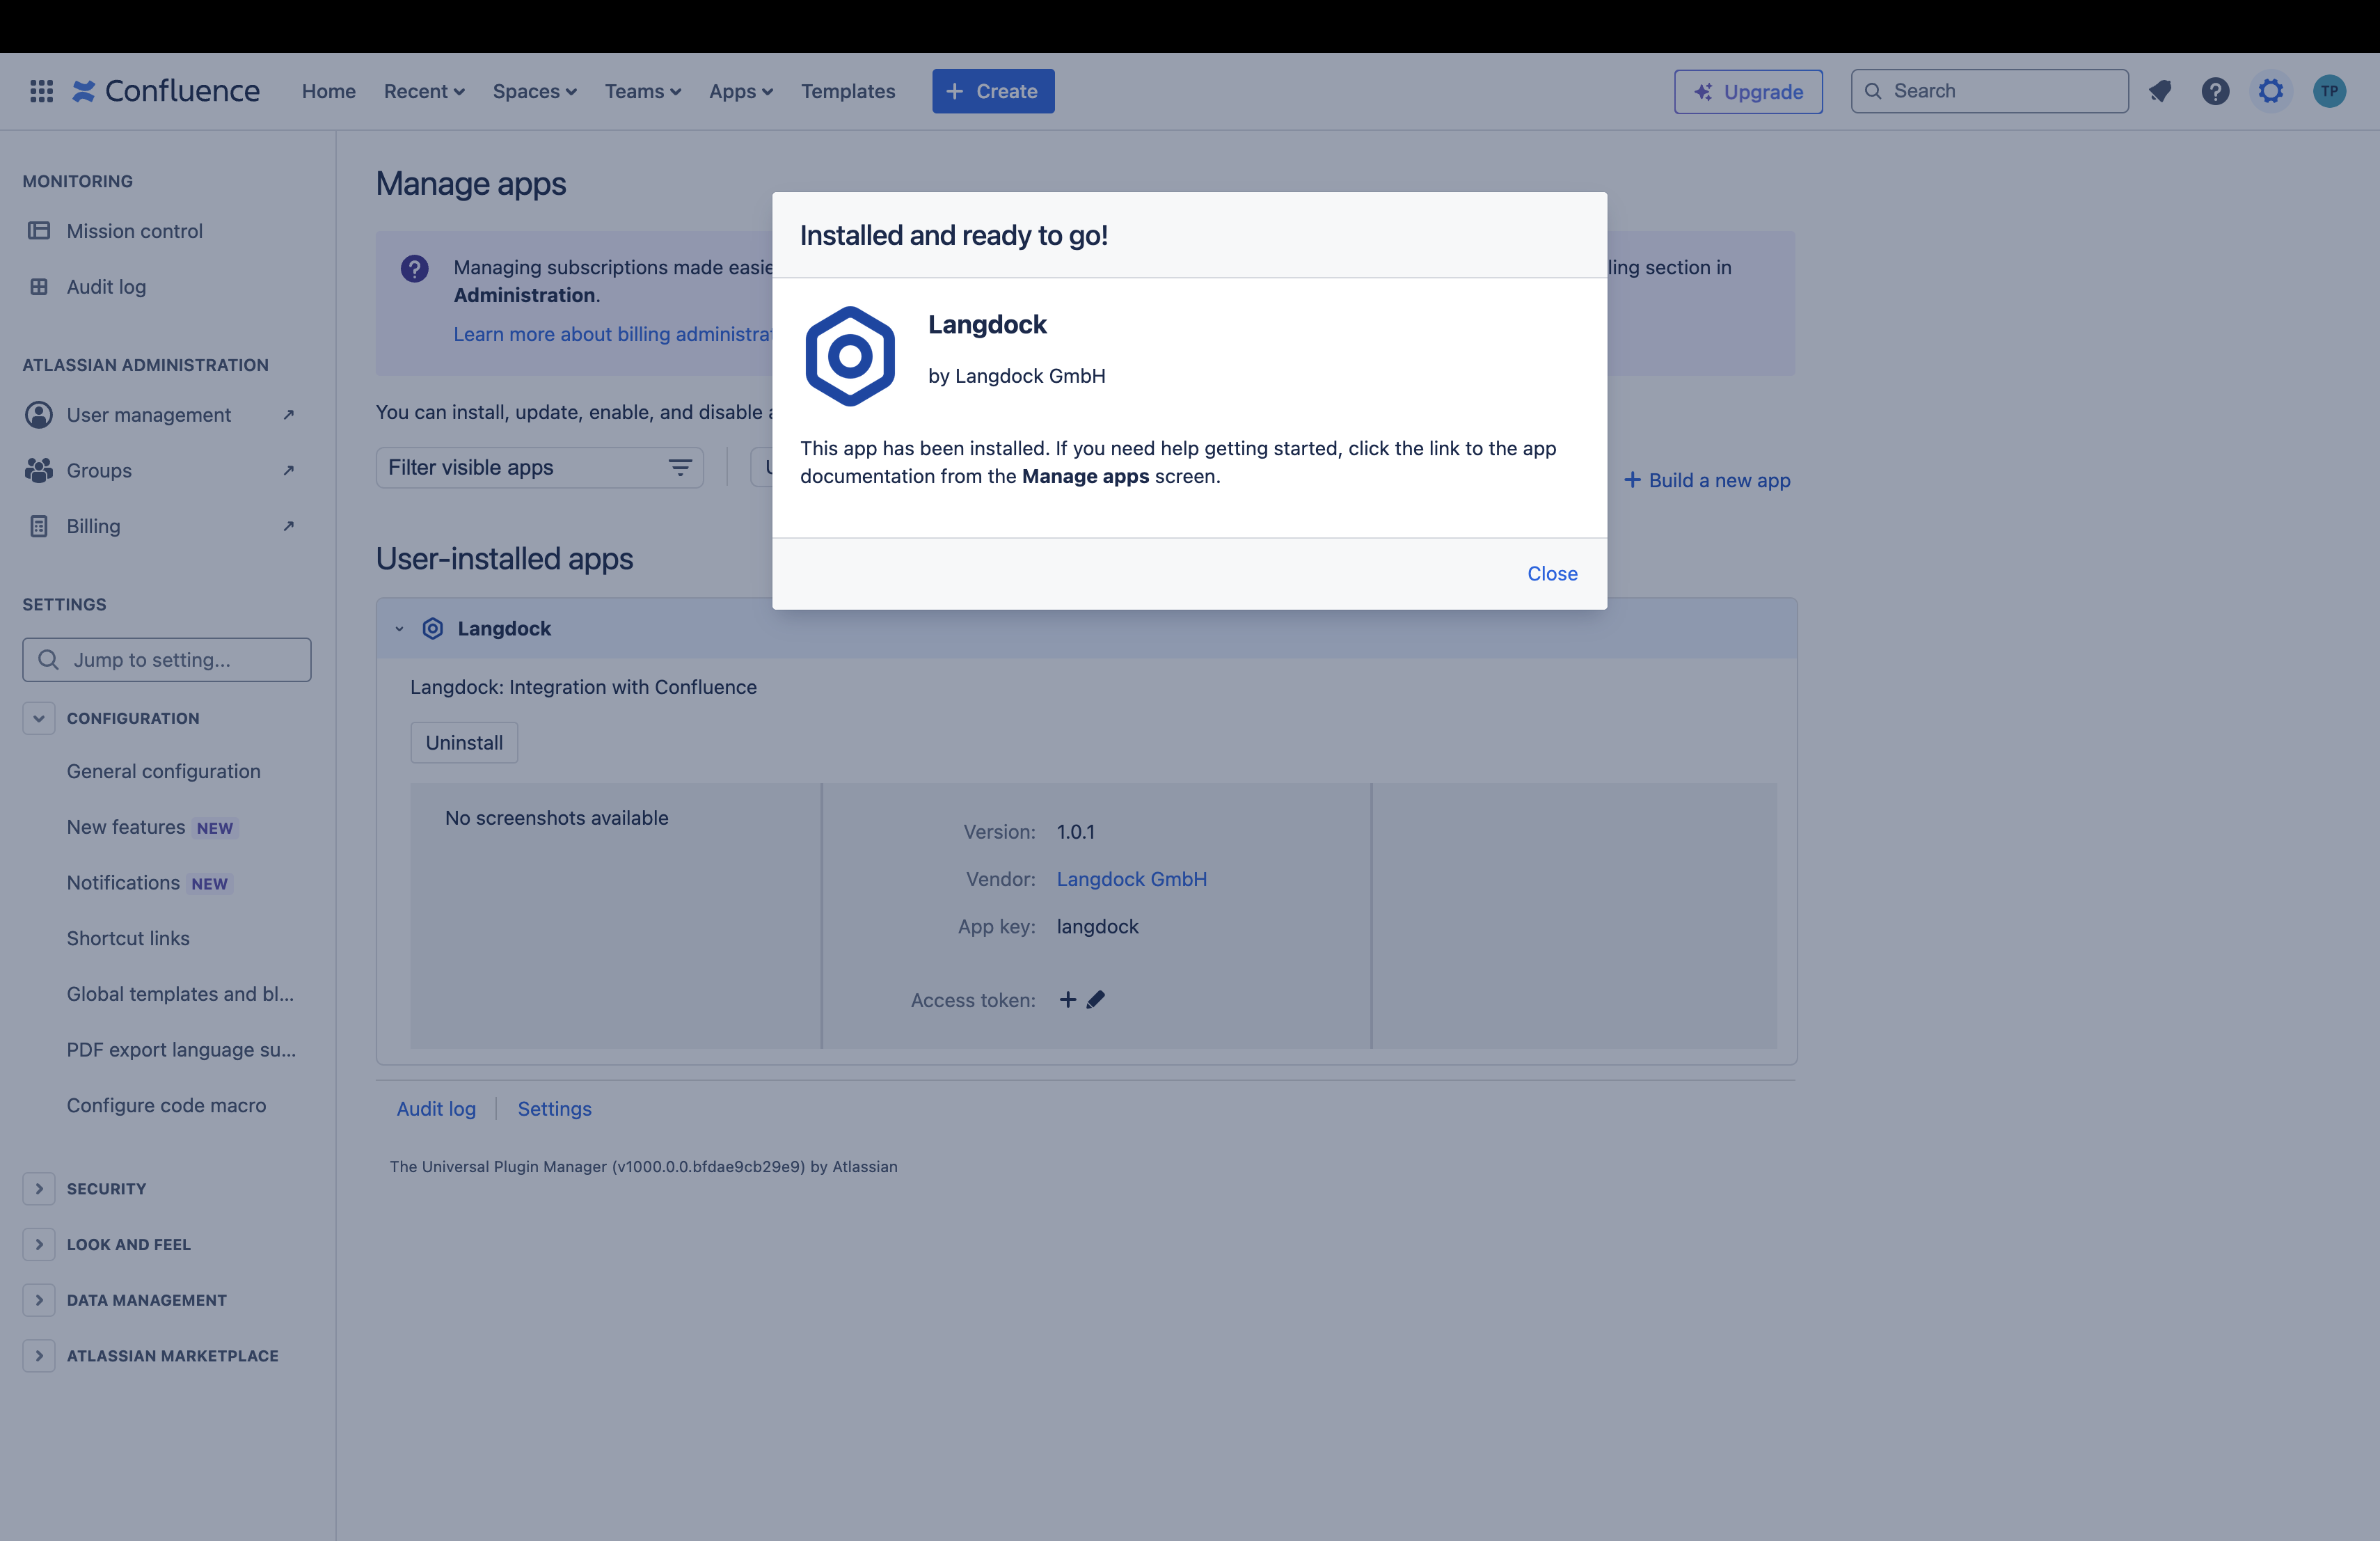 Confluence
Home
Recent
Spaces
Teams
Apps
Templates
+ Create
Upgrade
Search
TP
MONITORING
Mission control
Audit log
ATLASSIAN ADMINISTRATION
User management
Groups
Billing
SETTINGS
Jump to setting...
CONFIGURATION
General configuration
New features NEW
Notifications NEW
Shortcut links
Global templates and bl...
PDF export language su...
Configure code macro
SECURITY
LOOK AND FEEL
DATA MANAGEMENT
ATLASSIAN MARKETPLACE
Manage apps
Managing subscriptions made easie
ling section in
Administration.
Learn more about billing administrat
You can install, update, enable, and disable a
Filter visible apps
+ Build a new app
User-installed apps
Langdock
Langdock: Integration with Confluence
Uninstall
No screenshots available
Version: 1.0.1
Vendor: Langdock GmbH
App key: langdock
Access token:
Audit log
Settings
The Universal Plugin Manager (v1000.0.0.bfdae9cb29e9) by Atlassian
Installed and ready to go!
Langdock
by Langdock GmbH
This app has been installed. If you need help getting started, click the link to the app
documentation from the Manage apps screen.
Close